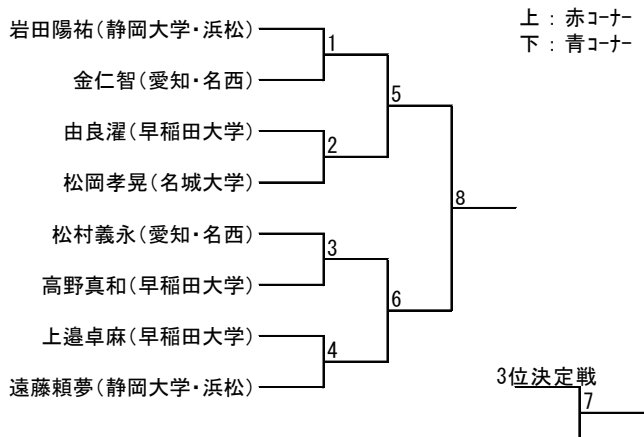 上 : 赤ｺｰﾅｰ
下 : 青ｺｰﾅｰ
岩田陽祐(静岡大学・浜松)
1
金仁智(愛知・名西)
5
由良濯(早稲田大学)
2
松岡孝晃(名城大学)
8
松村義永(愛知・名西)
3
高野真和(早稲田大学)
6
上邉卓麻(早稲田大学)
4
遠藤頼夢(静岡大学・浜松)
3位決定戦
7